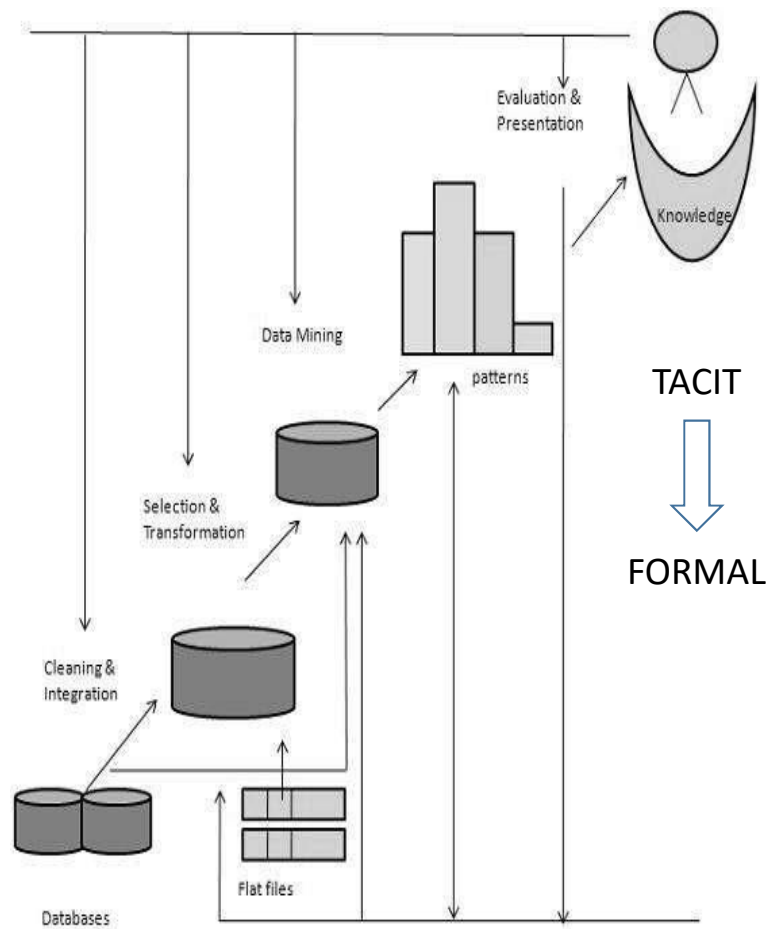 Evaluation &
Presentation
Knowledge
Data Mining
patterns
TACIT
Selection &
Transformation
FORMAL
Cleaning &
Integration
Flat files
Databases